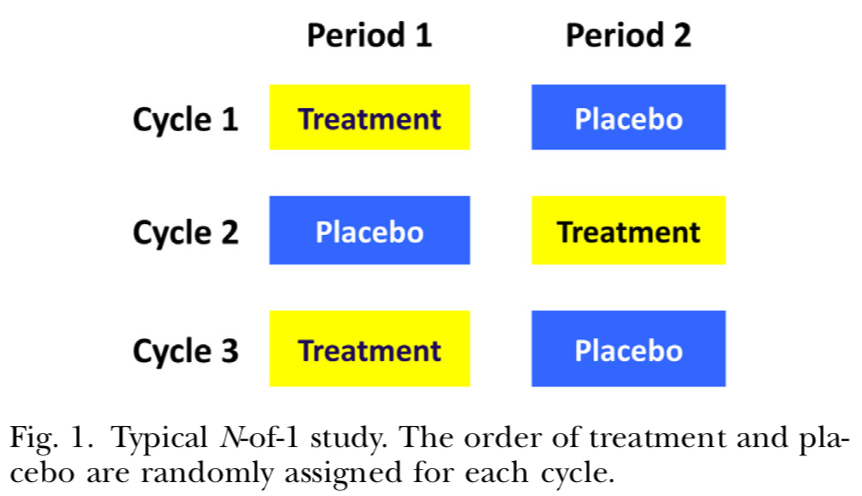 Period 1 Period 2
Cycle 1 Treatment Placebo
Cycle 2 Placebo Treatment
Cycle 3 Treatment Placebo
Fig. 1. Typical N-of-1 study. The order of treatment and pla-
cebo are randomly assigned for each cycle.